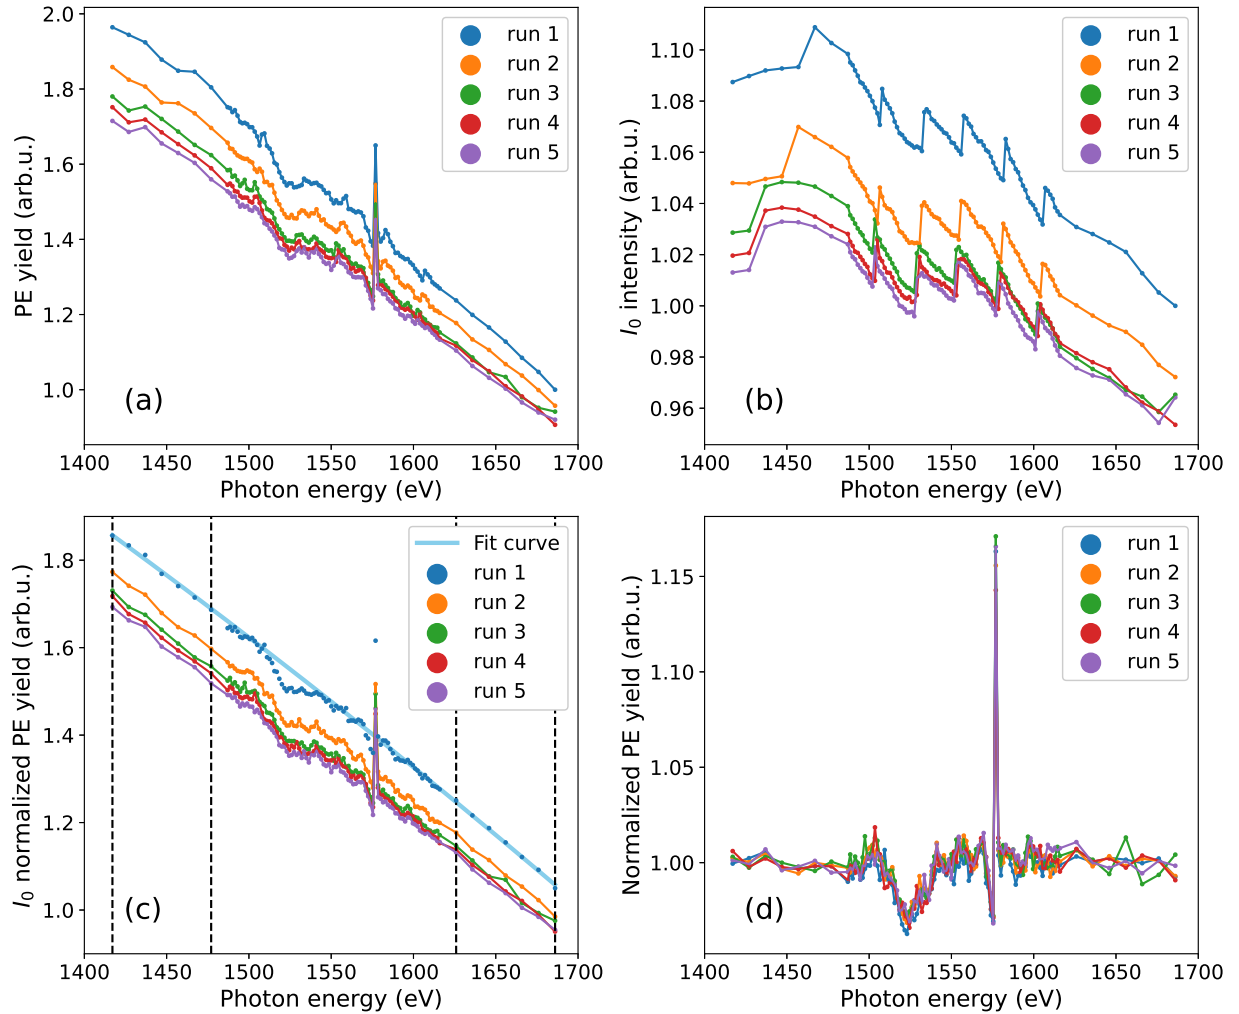 PE yield (arb.u.)
2.0
1.8
1.6
1.4
1.2
1.0
run 1
run 2
run 3
run 4
run 5
(a)
1400 1450 1500 1550 1600 1650 1700
Photon energy (eV)
I0 intensity (arb.u.)
1.10
1.08
1.06
1.04
1.02
1.00
0.98
0.96
run 1
run 2
run 3
run 4
run 5
(b)
1400 1450 1500 1550 1600 1650 1700
Photon energy (eV)
I0 normalized PE yield (arb.u.)
1.8
1.6
1.4
1.2
1.0
Fit curve
run 1
run 2
run 3
run 4
run 5
(c)
1400 1450 1500 1550 1600 1650 1700
Photon energy (eV)
Normalized PE yield (arb.u.)
1.15
1.10
1.05
1.00
run 1
run 2
run 3
run 4
run 5
(d)
1400 1450 1500 1550 1600 1650 1700
Photon energy (eV)